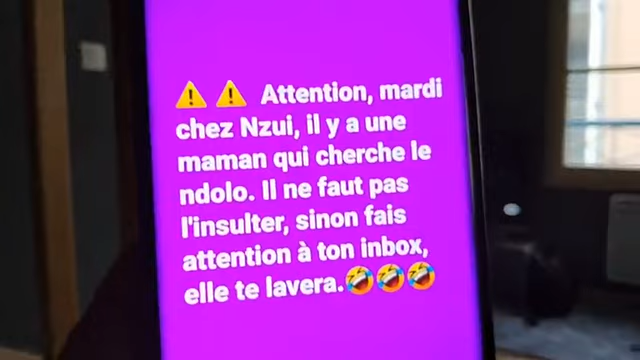 ⚠️ ⚠️ Attention, mardi
chez Nzui, il y a une
maman qui cherche le
ndolo. Il ne faut pas
l'insulter, sinon fais
attention à ton inbox,
elle te lavera.🤣🤣🤣